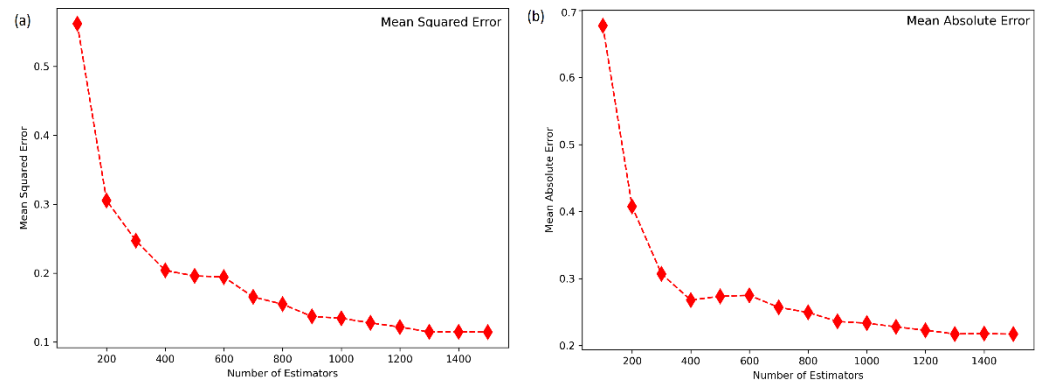 (a)
Mean Squared Error
Mean Squared Error
0.5
0.4
0.3
0.2
0.1
200 400 600 800 1000 1200 1400
Number of Estimators
(b)
Mean Absolute Error
Mean Absolute Error
0.7
0.6
0.5
0.4
0.3
0.2
200 400 600 800 1000 1200 1400
Number of Estimators